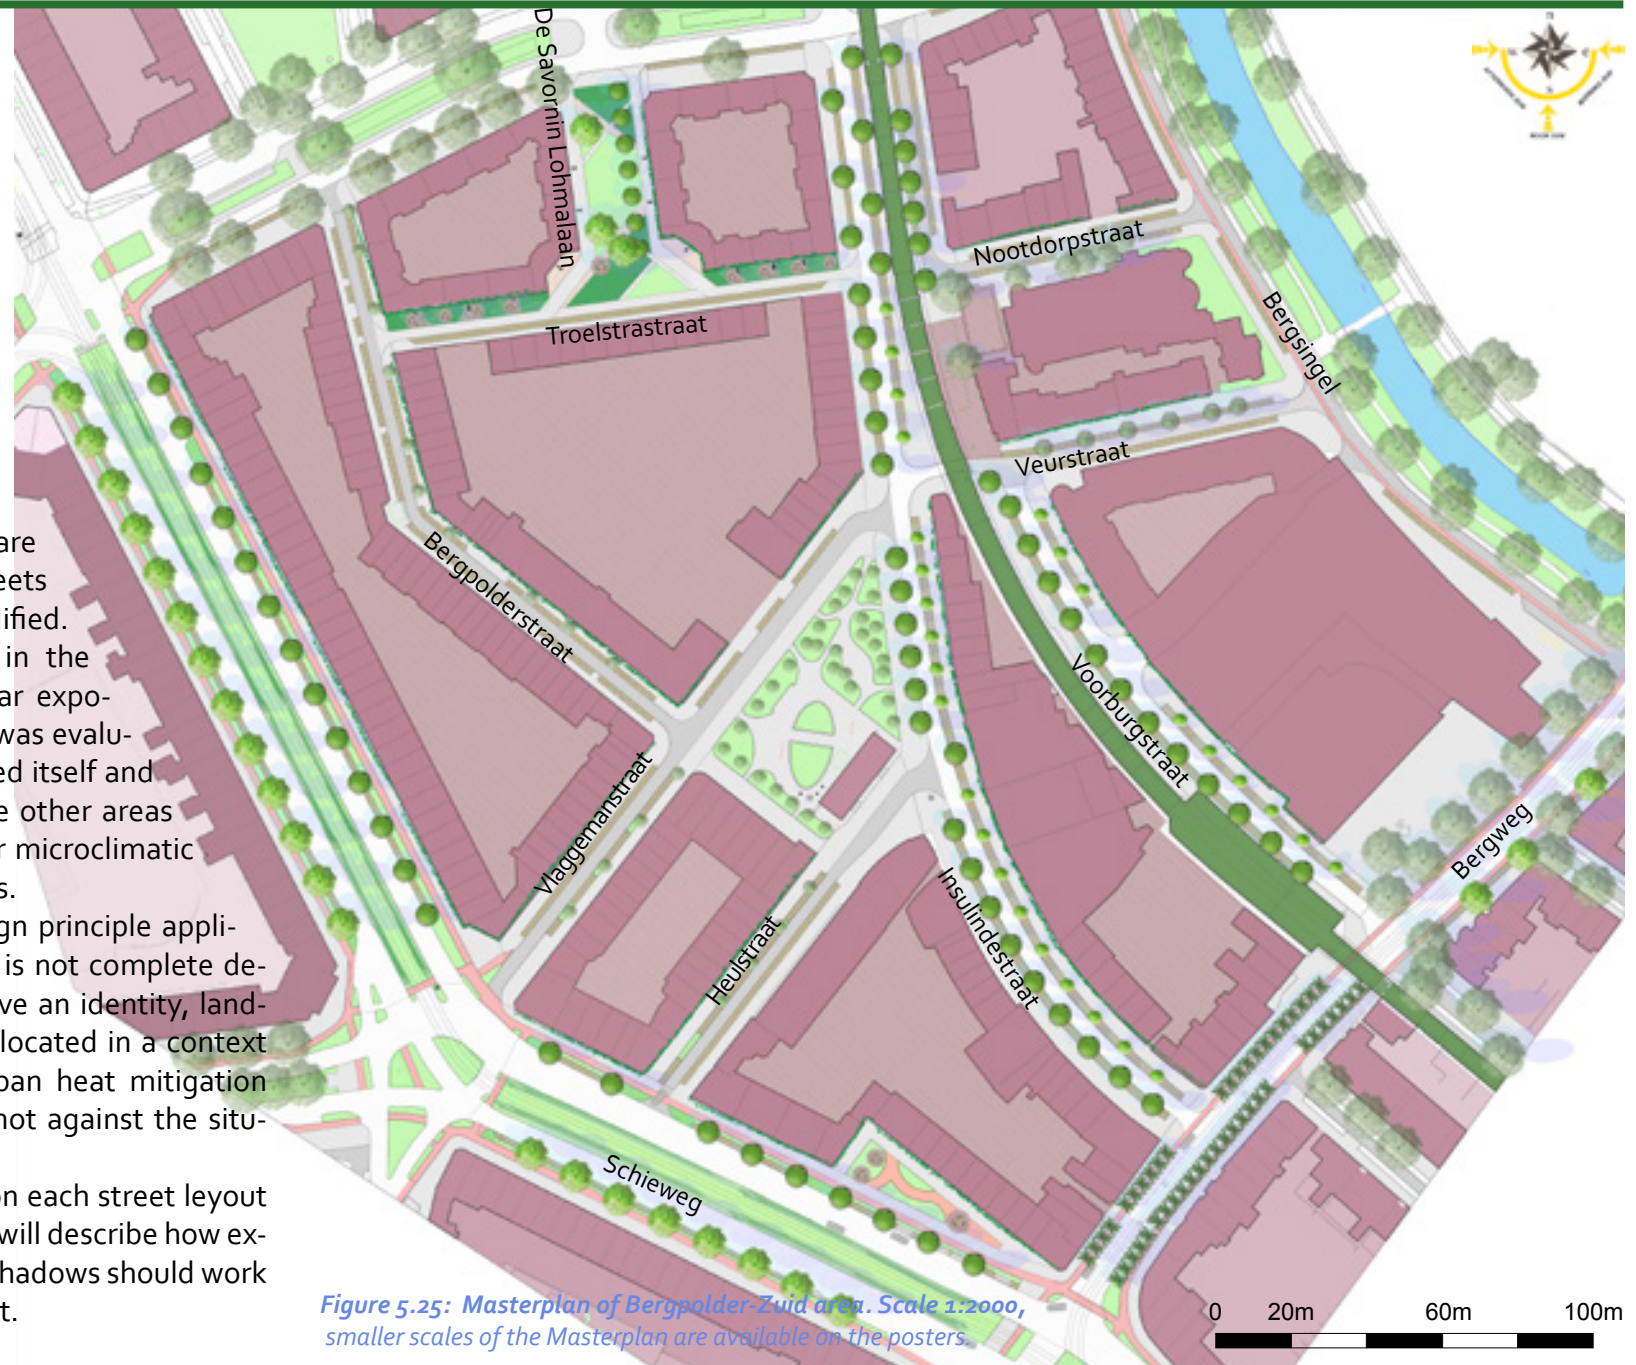 De Savornin Lohmalaan
Nootdorpstraat
Bergsingel
Troelstrastraat
Veurstraat
Bergpolderstraat
Voorburgstraat
Vlaggemanstraat
Bergweg
Insulindestraat
Heulstraat
Schieweg
are
eets
lified.
in the
ar expo-
was evalu-
ed itself and
e other areas
r microclimatic
s.
gn principle appli-
is not complete de-
ve an identity, land-
located in a context
ban heat mitigation
not against the situ-
on each street leyout
will describe how ex-
hadows should work
t.
Figure 5.25: Masterplan of Bergpolder-Zuid area. Scale 1:2000,
smaller scales of the Masterplan are available on the posters.
0 20m 60m 100m